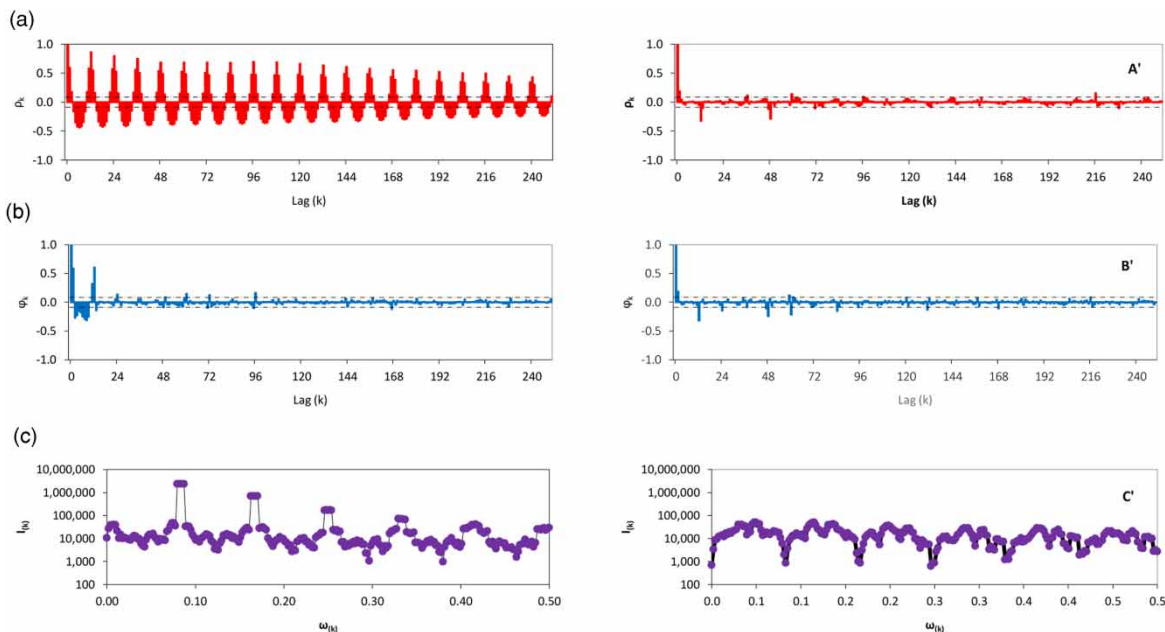 (a)
1.0
0.5
0.0
-0.5
-1.0
ρk
0 24 48 72 96 120 144 168 192 216 240
Lag (k)
A'
1.0
0.5
0.0
-0.5
-1.0
ρk
0 24 48 72 96 120 144 168 192 216 240
Lag (k)
(b)
1.0
0.5
0.0
-0.5
-1.0
φk
0 24 48 72 96 120 144 168 192 216 240
Lag (k)
B'
1.0
0.5
0.0
-0.5
-1.0
φk
0 24 48 72 96 120 144 168 192 216 240
Lag (k)
(c)
10,000,000
1,000,000
100,000
10,000
1,000
100
I(k)
0.00 0.10 0.20 0.30 0.40 0.50
ω(k)
C'
10,000,000
1,000,000
100,000
10,000
1,000
100
I(k)
0.0 0.1 0.1 0.2 0.2 0.3 0.3 0.4 0.4 0.5 0.5
ω(k)